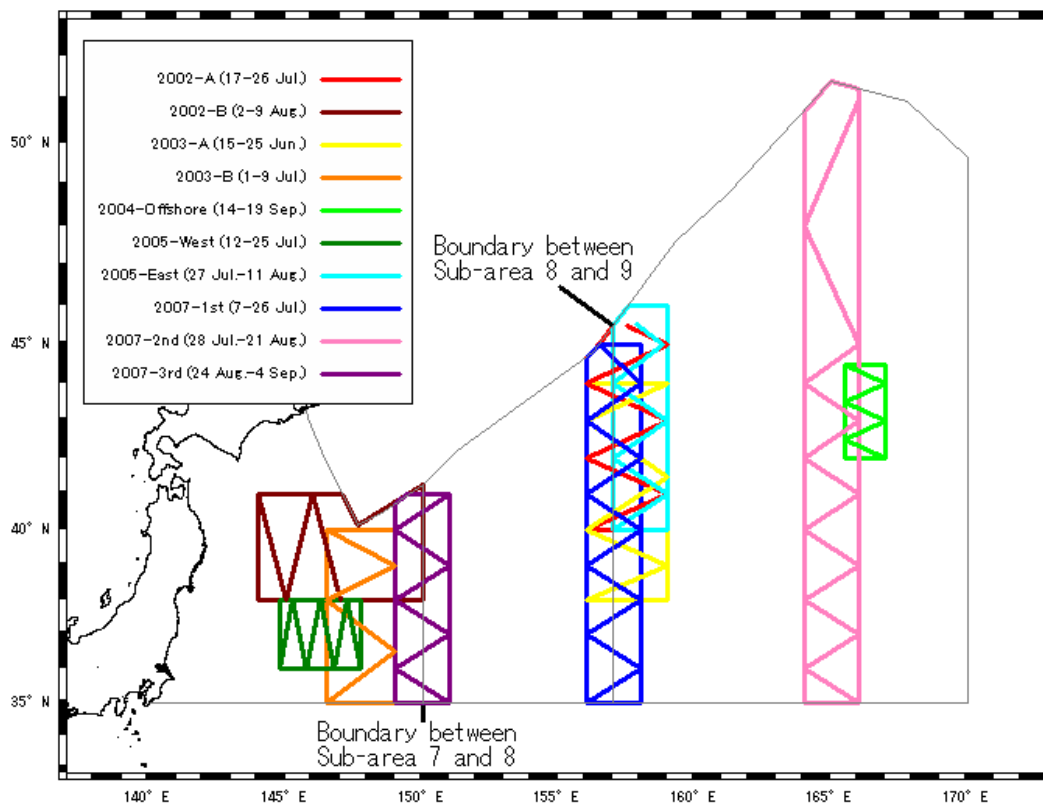 2002-A (17-26 Jul.)
2002-B (2-9 Aug.)
2003-A (15-25 Jun.)
2003-B (1-9 Jul.)
2004-Offshore (14-19 Sep.)
2005-West (12-25 Jul.)
2005-East (27 Jul.-11 Aug.)
2007-1st (7-26 Jul.)
2007-2nd (28 Jul.-21 Aug.)
2007-3rd (24 Aug.-4 Sep.)
50° N
45° N
40° N
35° N
Boundary between
Sub-area 8 and 9
Boundary between
Sub-area 7 and 8
140° E
145° E
150° E
155° E
160° E
165° E
170° E